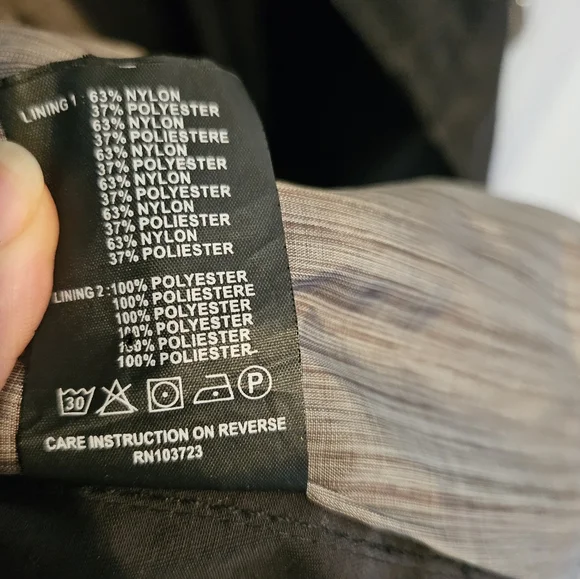 LINING 1 : 63% NYLON
37% POLYESTER
63% NYLON
37% POLIESTERE
63% NYLON
37% POLYESTER
63% NYLON
37% POLYESTER
63% NYLON
37% POLIESTER
63% NYLON
37% POLIESTER
LINING 2 : 100% POLYESTER
100% POLIESTERE
100% POLYESTER
100% POLYESTER
100% POLIESTER
100% POLIESTER
30
P
CARE INSTRUCTION ON REVERSE
RN103723